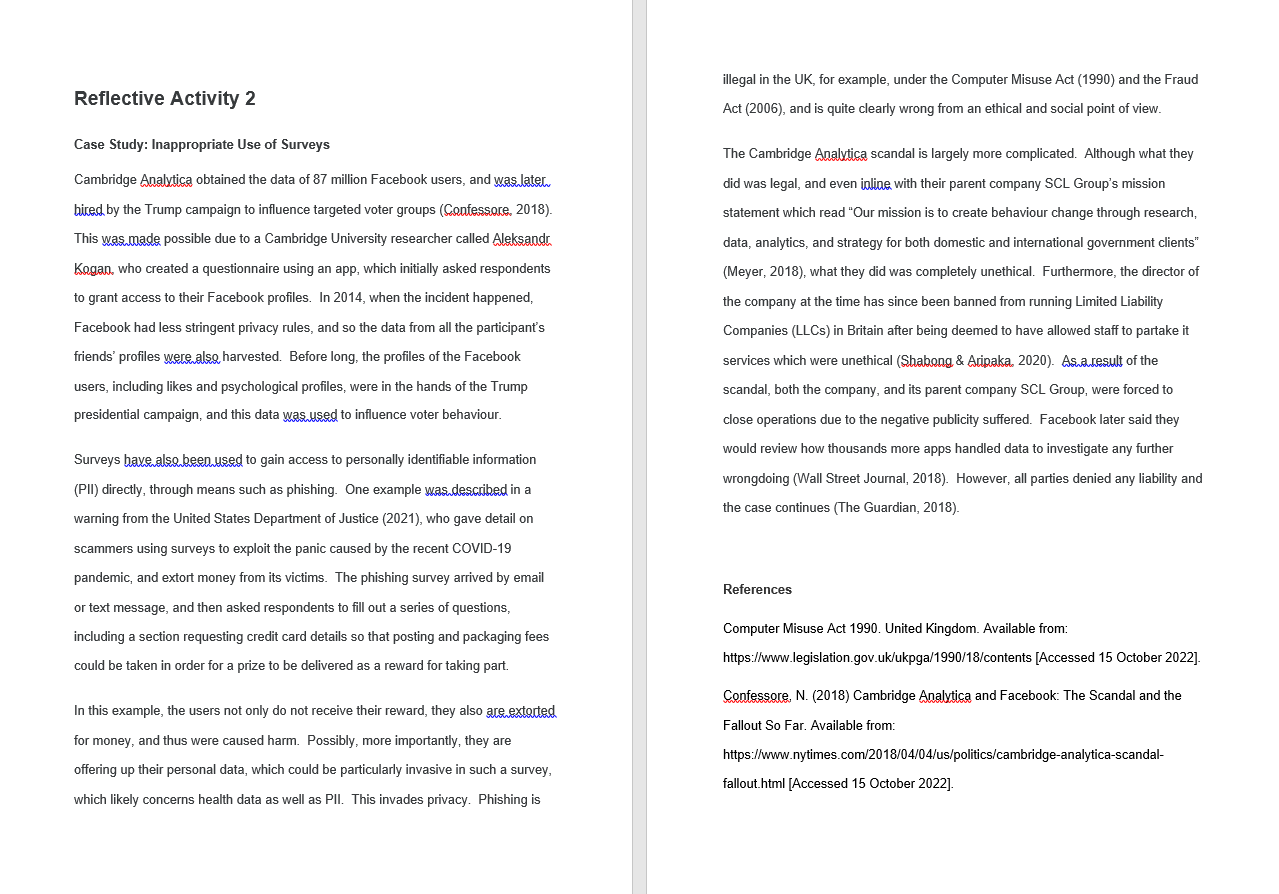 Reflective Activity 2
Case Study: Inappropriate Use of Surveys
Cambridge Analytica obtained the data of 87 million Facebook users, and was later
hired by the Trump campaign to influence targeted voter groups (Confessore, 2018).
This was made possible due to a Cambridge University researcher called Aleksandr
Kogan, who created a questionnaire using an app, which initially asked respondents
to grant access to their Facebook profiles.  In 2014, when the incident happened,
Facebook had less stringent privacy rules, and so the data from all the participant’s
friends’ profiles were also harvested.  Before long, the profiles of the Facebook
users, including likes and psychological profiles, were in the hands of the Trump
presidential campaign, and this data was used to influence voter behaviour.
Surveys have also been used to gain access to personally identifiable information
(PII) directly, through means such as phishing.  One example was described in a
warning from the United States Department of Justice (2021), who gave detail on
scammers using surveys to exploit the panic caused by the recent COVID-19
pandemic, and extort money from its victims.  The phishing survey arrived by email
or text message, and then asked respondents to fill out a series of questions,
including a section requesting credit card details so that posting and packaging fees
could be taken in order for a prize to be delivered as a reward for taking part.
In this example, the users not only do not receive their reward, they also are extorted
for money, and thus were caused harm.  Possibly, more importantly, they are
offering up their personal data, which could be particularly invasive in such a survey,
which likely concerns health data as well as PII.  This invades privacy.  Phishing is
illegal in the UK, for example, under the Computer Misuse Act (1990) and the Fraud
Act (2006), and is quite clearly wrong from an ethical and social point of view.
The Cambridge Analytica scandal is largely more complicated.  Although what they
did was legal, and even inline with their parent company SCL Group’s mission
statement which read “Our mission is to create behaviour change through research,
data, analytics, and strategy for both domestic and international government clients”
(Meyer, 2018), what they did was completely unethical.  Furthermore, the director of
the company at the time has since been banned from running Limited Liability
Companies (LLCs) in Britain after being deemed to have allowed staff to partake it
services which were unethical (Shabong & Aripaka, 2020).  As a result of the
scandal, both the company, and its parent company SCL Group, were forced to
close operations due to the negative publicity suffered.  Facebook later said they
would review how thousands more apps handled data to investigate any further
wrongdoing (Wall Street Journal, 2018).  However, all parties denied any liability and
the case continues (The Guardian, 2018).
References
Computer Misuse Act 1990. United Kingdom. Available from:
https://www.legislation.gov.uk/ukpga/1990/18/contents [Accessed 15 October 2022].
Confessore, N. (2018) Cambridge Analytica and Facebook: The Scandal and the
Fallout So Far. Available from:
https://www.nytimes.com/2018/04/04/us/politics/cambridge-analytica-scandal-
fallout.html [Accessed 15 October 2022].